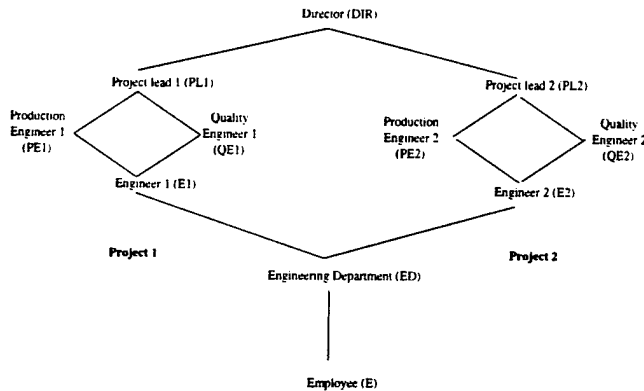 Director (DIR)
Project lead 1 (PL1)
Project lead 2 (PL2)
Production
Engineer 1
(PE1)
Quality
Engineer 1
(QE1)
Production
Engineer 2
(PE2)
Quality
Engineer 2
(QE2)
Engineer 1 (E1)
Engineer 2 (E2)
Project 1
Project 2
Engineering Department (ED)
Employee (E)